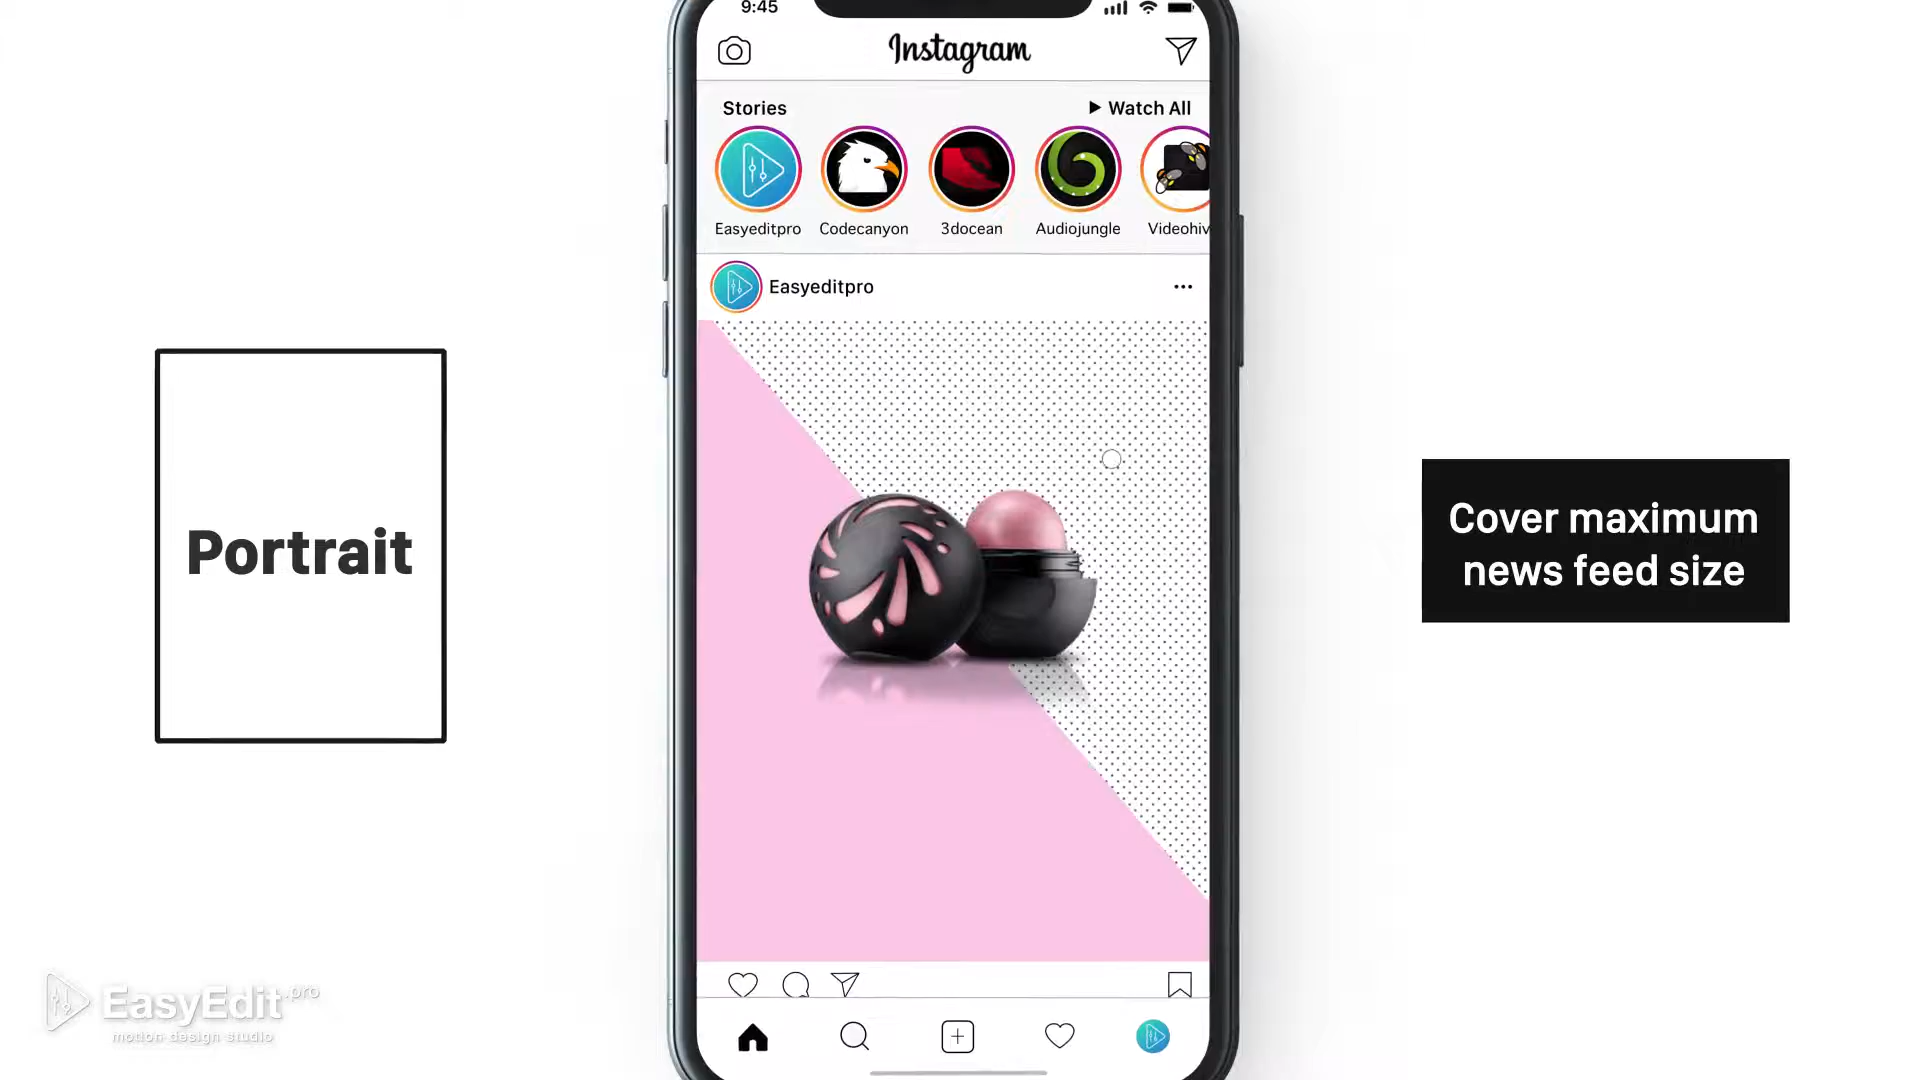 9:45
Instagram
Stories
Watch All
Easyeditpro
Codecanyon
3docean
Audiojungle
Videohiv
Easyeditpro
Portrait
Cover maximum
news feed size
EasyEdit.pro
motion design studio